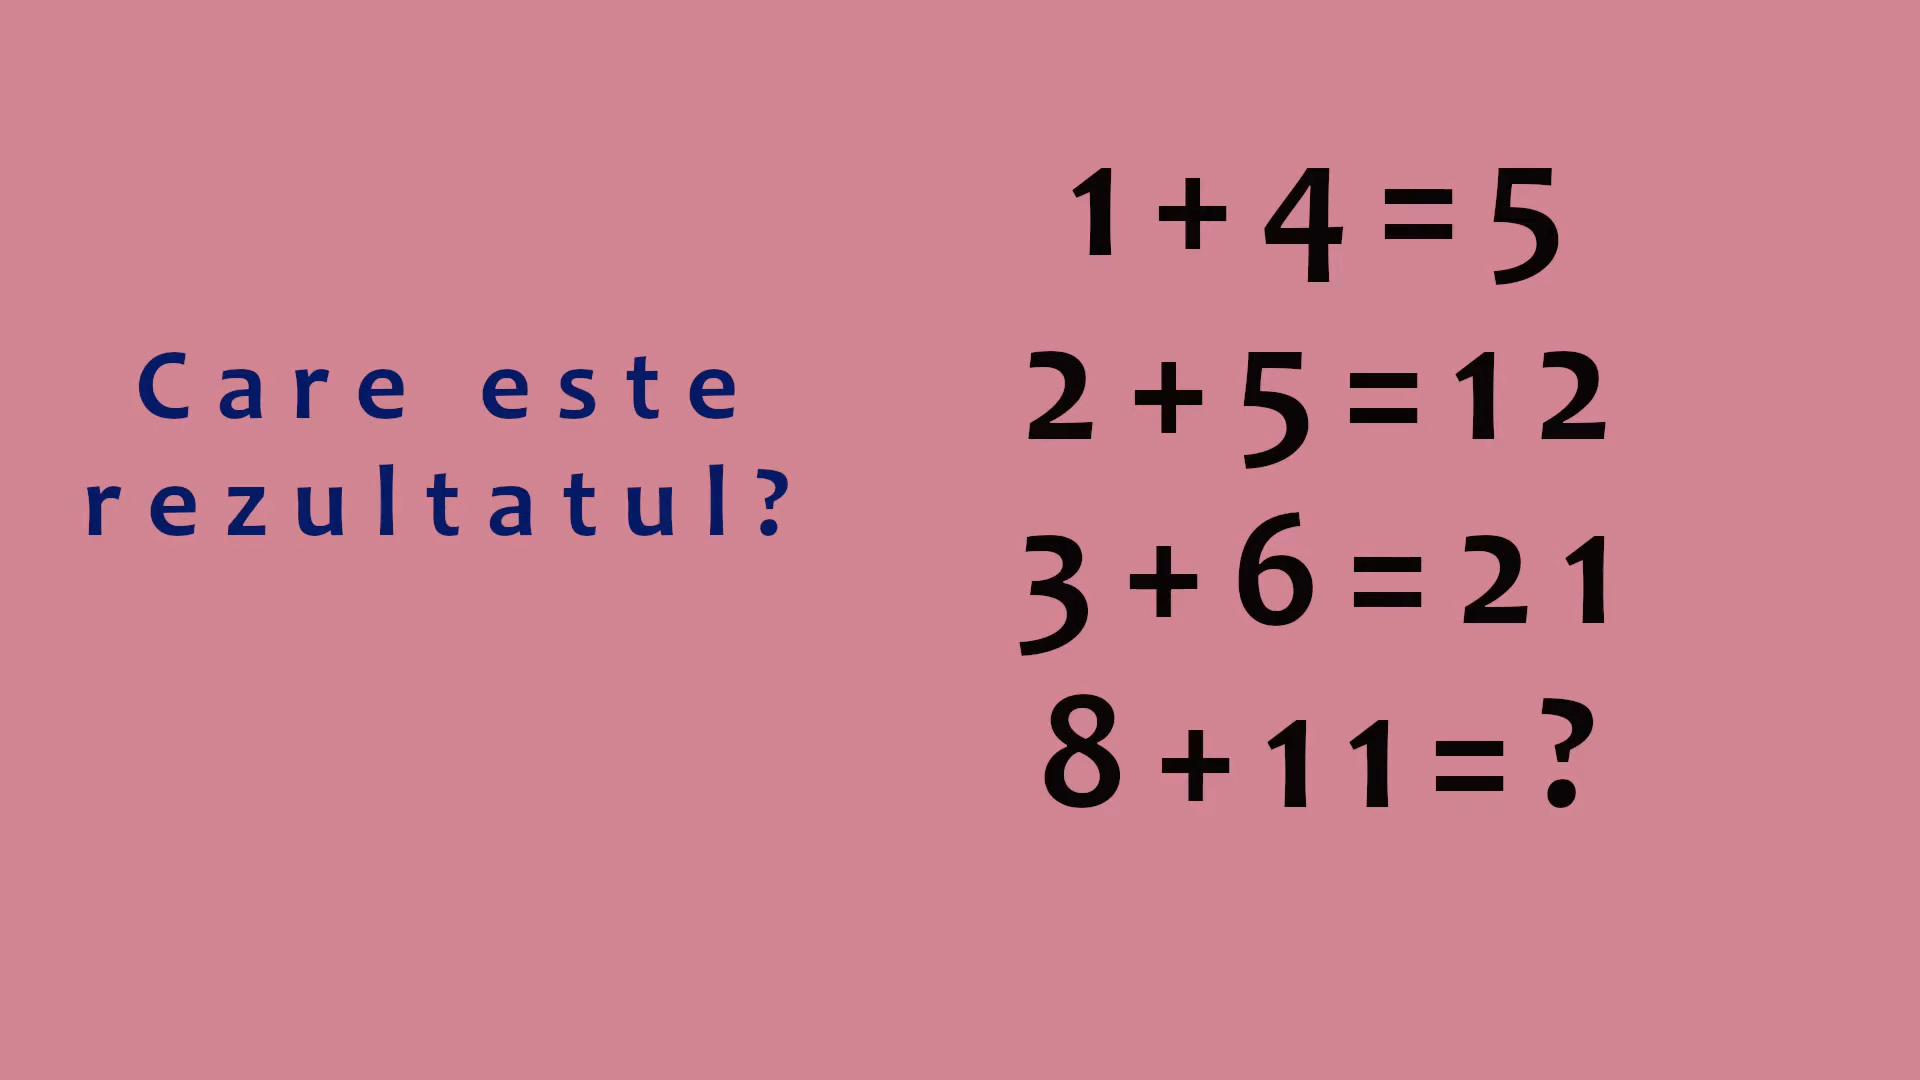 Care este
rezultatul?
1 + 4 = 5
2 + 5 = 12
3 + 6 = 21
8 + 11 = ?